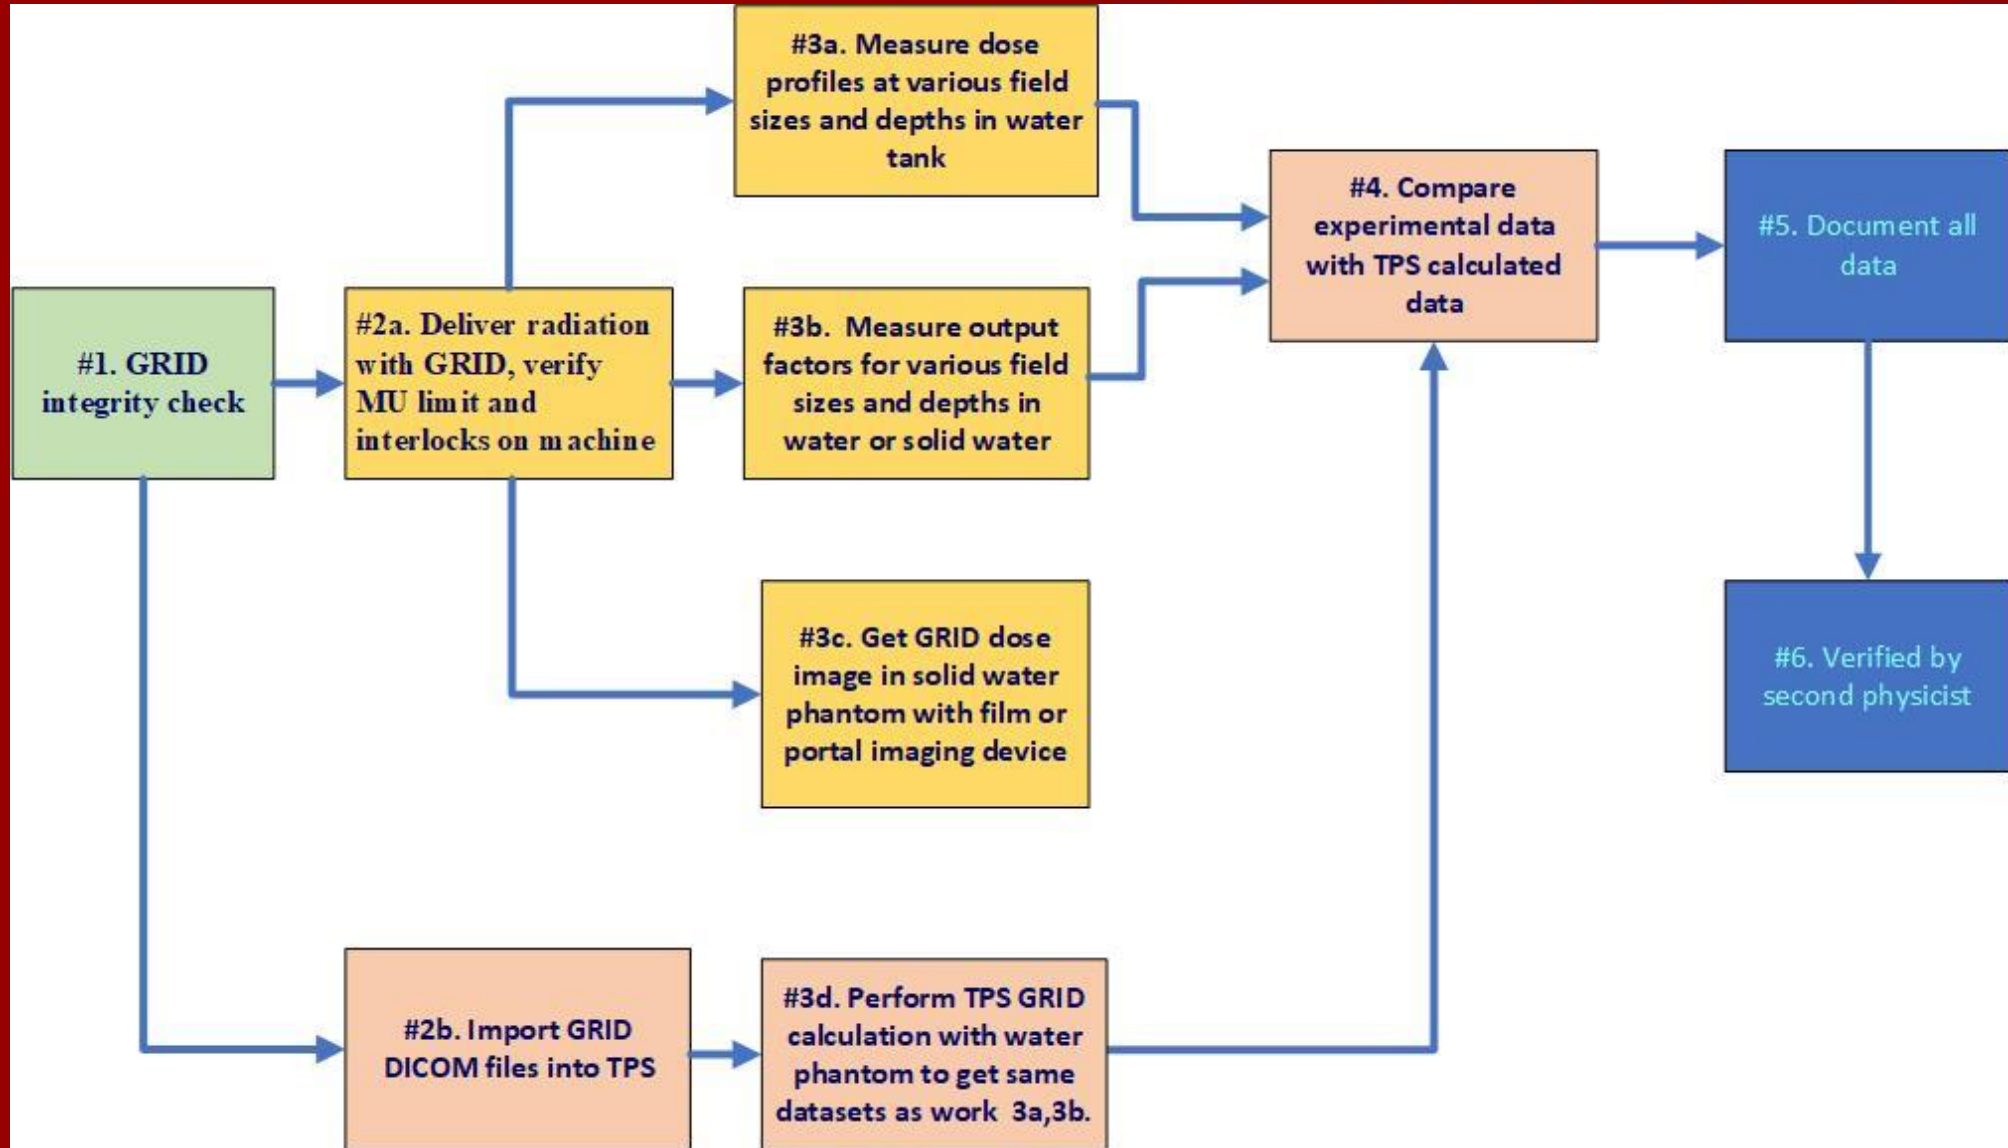 #1. GRID
integrity check
#2a. Deliver radiation
with GRID, verify
MU limit and
interlocks on machine
#2b. Import GRID
DICOM files into TPS
#3a. Measure dose
profiles at various field
sizes and depths in water
tank
#3b. Measure output
factors for various field
sizes and depths in
water or solid water
#3c. Get GRID dose
image in solid water
phantom with film or
portal imaging device
#3d. Perform TPS GRID
calculation with water
phantom to get same
datasets as work 3a,3b.
#4. Compare
experimental data
with TPS calculated
data
#5. Document all
data
#6. Verified by
second physicist